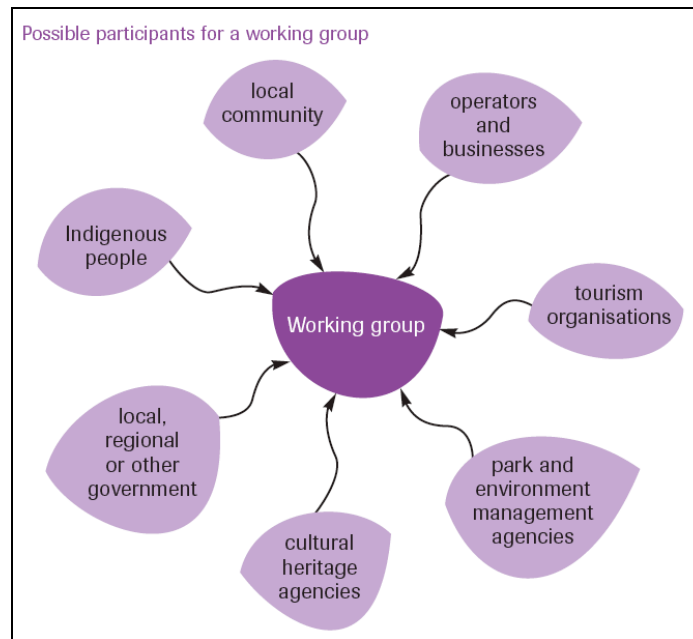 Possible participants for a working group
local
community
operators
and
businesses
Indigenous
people
tourism
organisations
Working group
local,
regional
or other
government
park and
environment
management
agencies
cultural
heritage
agencies